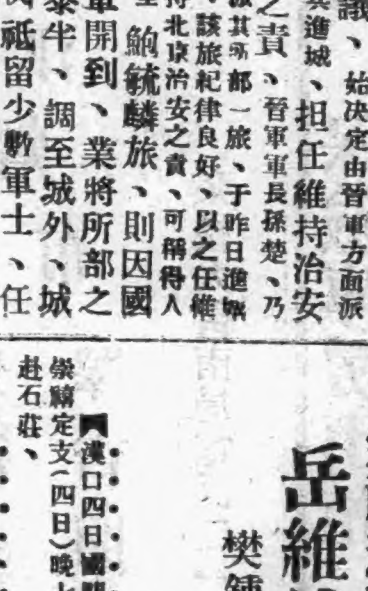 議、始決定由晉軍方面派
兵進城、担任維持治安
之責、晉軍軍長孫楚、乃
派其所部一旅、于昨日進城
、該旅紀律良好、以之任維
持北京治安之責、可稱得人
鮑毓麟旅、則因國
軍開到、業將所部之
泰半、調至城外、城
祗留少數軍士、任
岳維
樊鍾
漢口四日國聞
崇禧定支(四日)晚七
赴石莊、